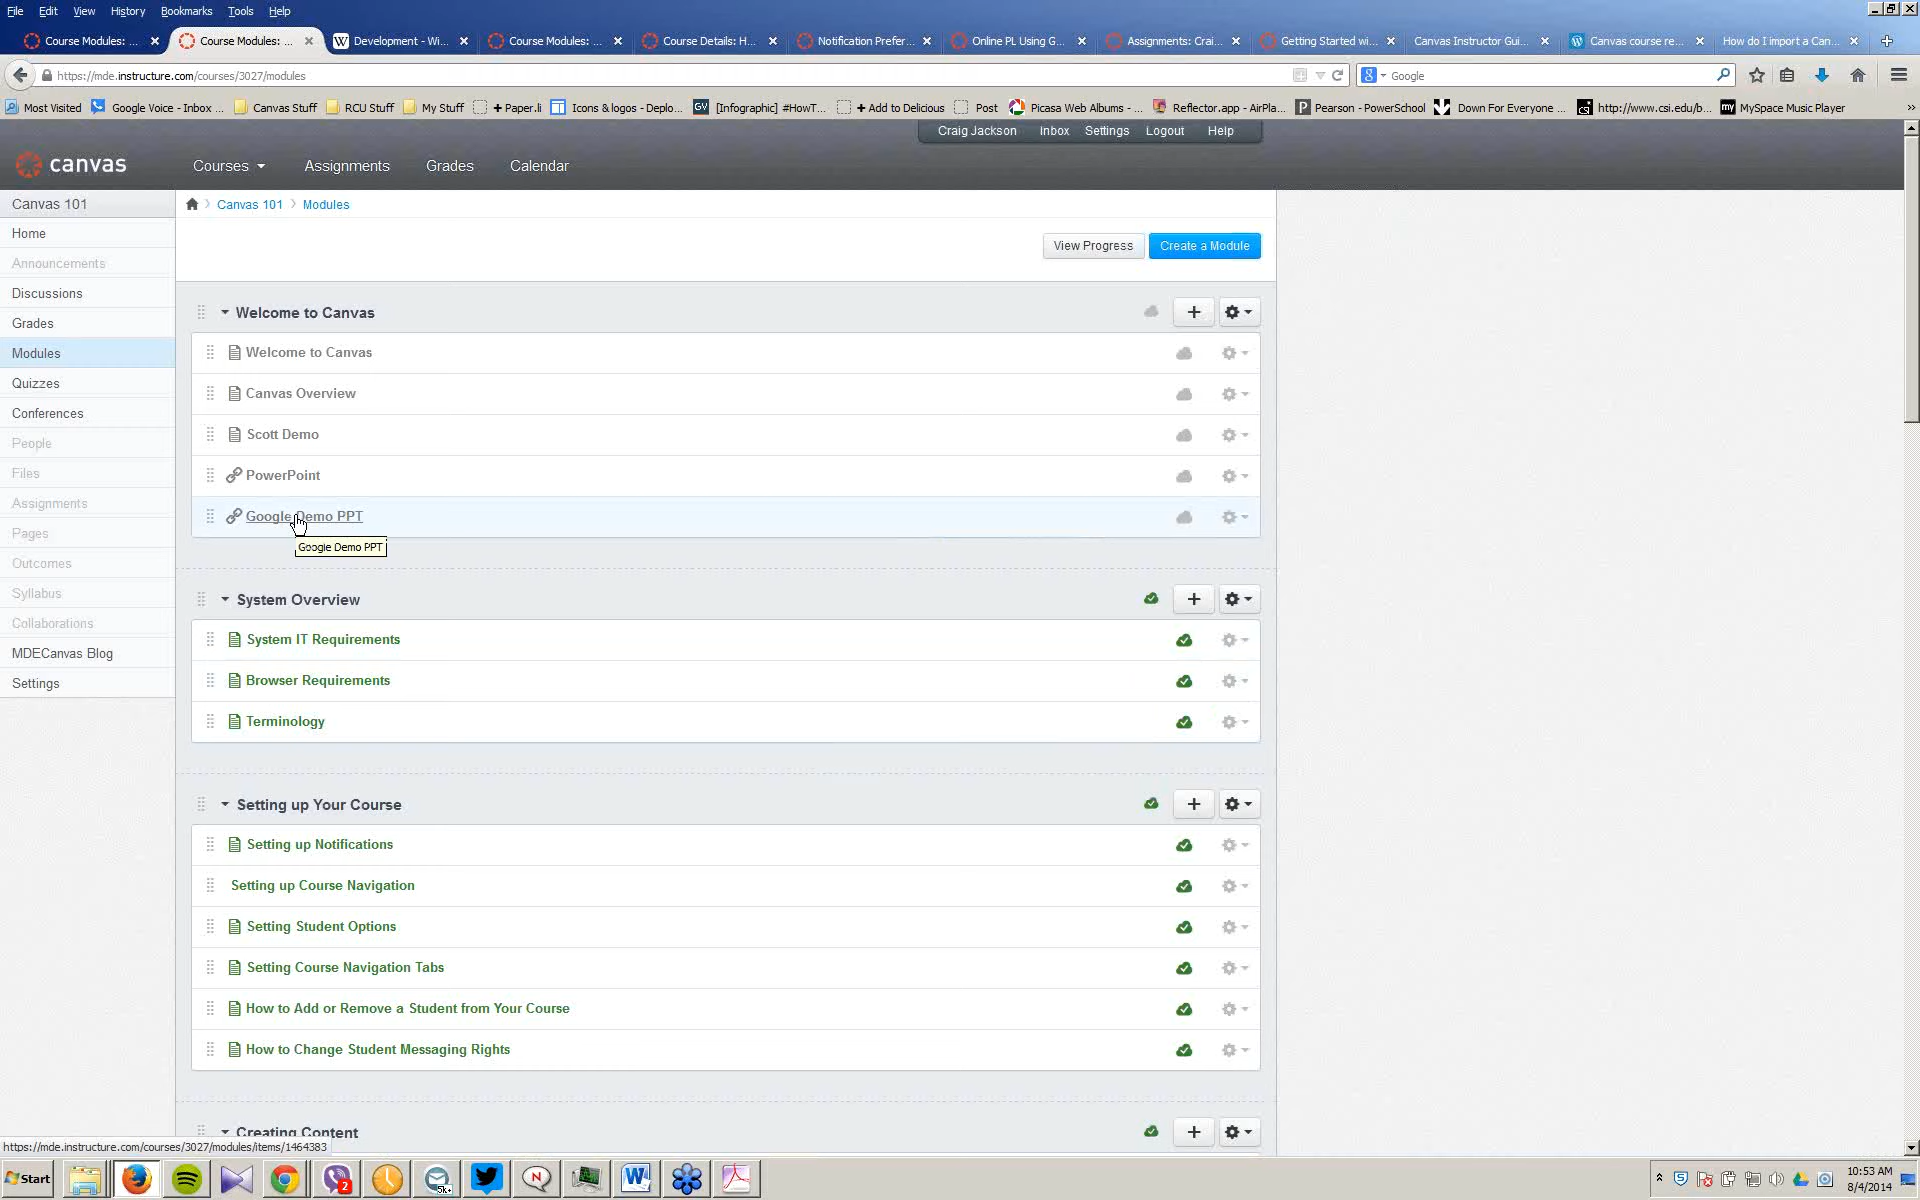 File Edit View History Bookmarks Tools Help
Course Modules: ... Course Modules: ... Development - Wi... Course Modules: ... Course Details: H... Notification Prefer... Online PL Using G... Assignments: Crai... Getting Started wi... Canvas Instructor Gui... Canvas course re... How do I import a Can...
https://mde.instructure.com/courses/3027/modules Google
Most Visited Google Voice - Inbox ... Canvas Stuff RCU Stuff My Stuff + Paper.li Icons & logos - Deplo... [Infographic] #HowT... + Add to Delicious Post Picasa Web Albums - ... Reflector.app - AirPla... Pearson - PowerSchool Down For Everyone ... http://www.csi.edu/b... MySpace Music Player
Craig Jackson Inbox Settings Logout Help
canvas Courses Assignments Grades Calendar
Canvas 101
Canvas 101 Modules
Home
Announcements
Discussions
Grades
Modules
Quizzes
Conferences
People
Files
Assignments
Pages
Outcomes
Syllabus
Collaborations
MDECanvas Blog
Settings
View Progress Create a Module
Welcome to Canvas
Welcome to Canvas
Canvas Overview
Scott Demo
PowerPoint
Google Demo PPT
Google Demo PPT
System Overview
System IT Requirements
Browser Requirements
Terminology
Setting up Your Course
Setting up Notifications
Setting up Course Navigation
Setting Student Options
Setting Course Navigation Tabs
How to Add or Remove a Student from Your Course
How to Change Student Messaging Rights
Creating Content
https://mde.instructure.com/courses/3027/modules/items/1464383
Start 2 5k+ 10:53 AM
8/4/2014